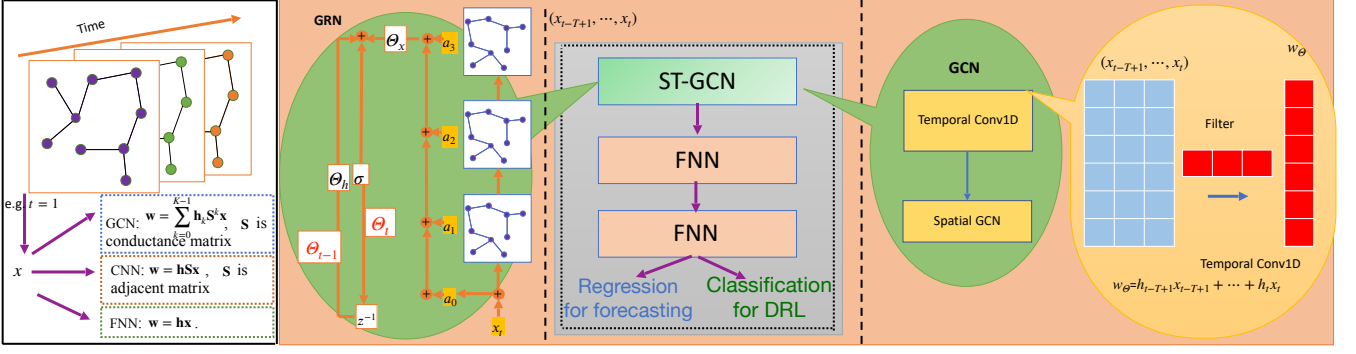 Time
e.g. t = 1
x
GCN: w = ∑_{k=0}^{K-1} h_k S^k x, S is
conductance matrix
CNN: w = hSx , S is
adjacent matrix
FNN: w = hx .
GRN
Θ_x
a_3
a_2
Θ_h
σ
Θ_t
Θ_{t-1}
a_1
a_0
z^{-1}
x_t
(x_{t-T+1}, ⋯, x_t)
ST-GCN
FNN
FNN
Regression
for forecasting
Classification
for DRL
GCN
Temporal Conv1D
Spatial GCN
(x_{t-T+1}, ⋯, x_t)
w_Θ
Filter
Temporal Conv1D
w_Θ=h_{t-T+1}x_{t-T+1} + ⋯ + h_t x_t